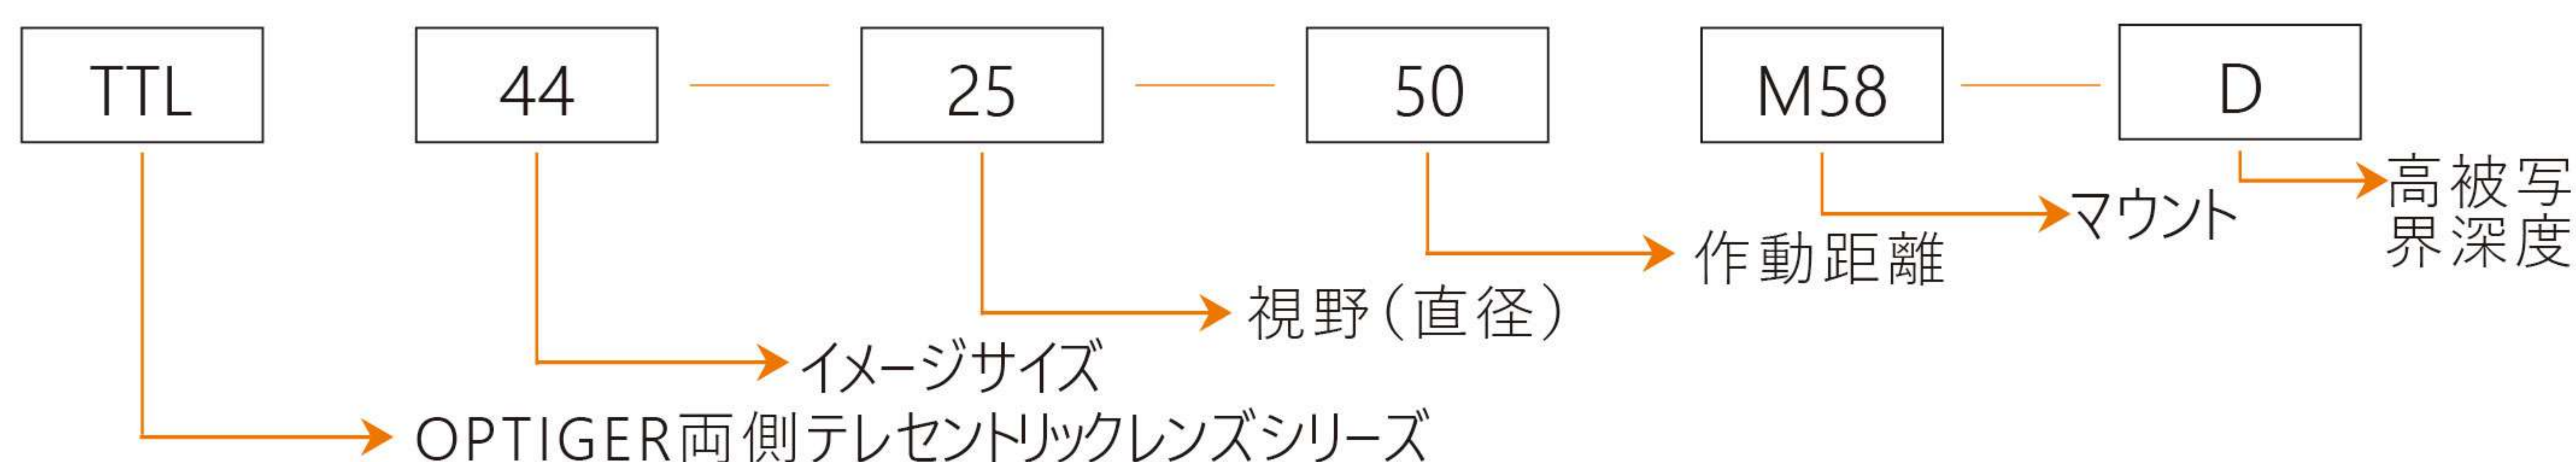 TTL 44 25 50 M58 D
高被写
界深度
マウント
作動距離
視野(直径)
イメージサイズ
OPTIGER両側テレセントリックレンズシリーズ